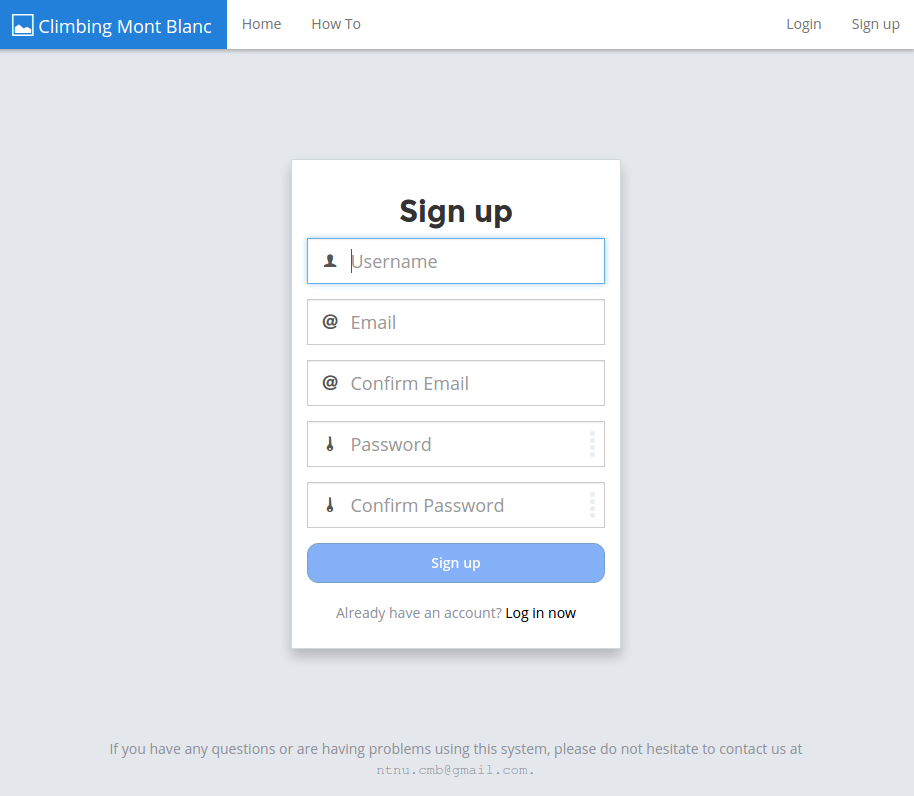 Climbing Mont Blanc Home How To Login Sign up
Sign up
Username
@ Email
@ Confirm Email
Password
Confirm Password
Sign up
Already have an account? Log in now
If you have any questions or are having problems using this system, please do not hesitate to contact us at
ntnu.cmb@gmail.com.